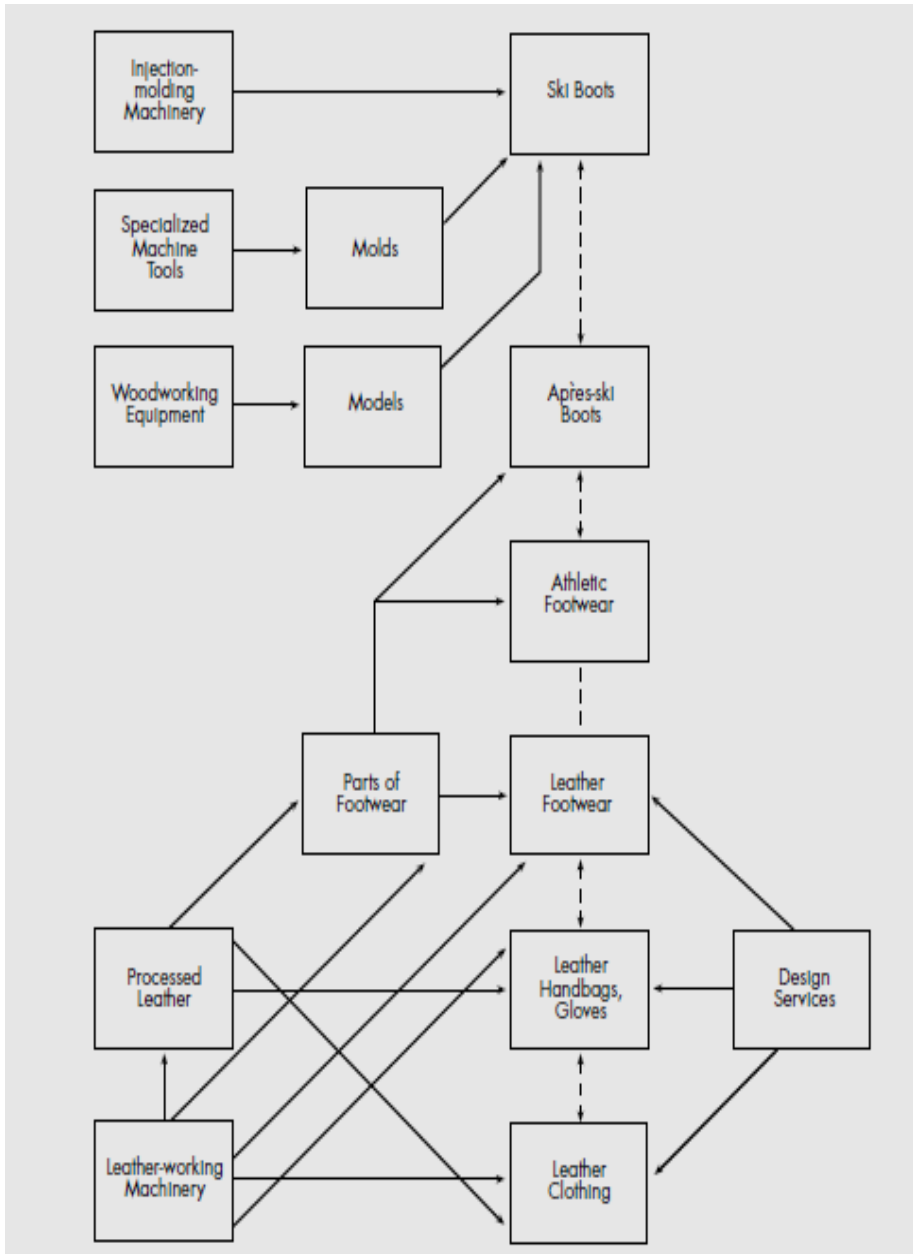 Injection-
molding
Machinery
Ski Boots
Specialized
Machine
Tools
Molds
Woodworking
Equipment
Models
Après-ski
Boots
Athletic
Footwear
Parts of
Footwear
Leather
Footwear
Processed
Leather
Leather
Handbags,
Gloves
Design
Services
Leather-working
Machinery
Leather
Clothing